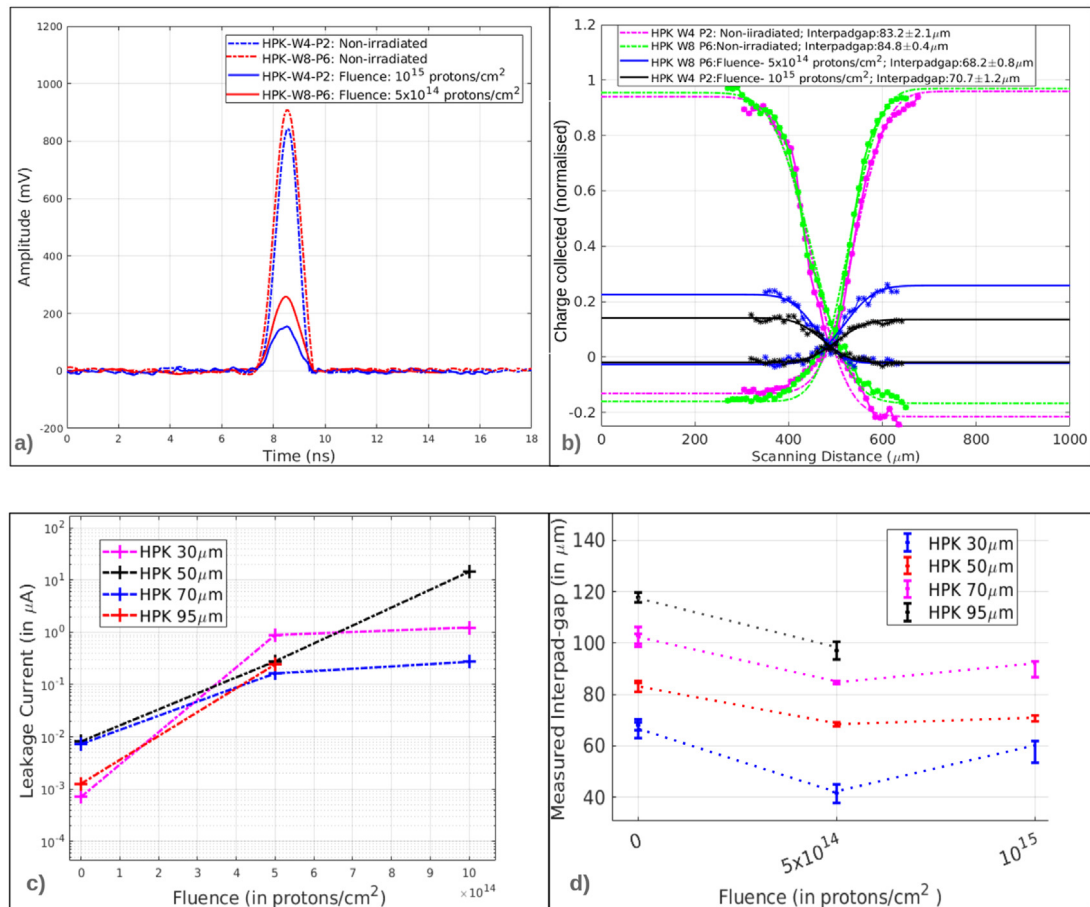 1200
1000
800
600
400
200
0
-200
Amplitude (mV)
HPK-W4-P2: Non-irradiated
HPK-W8-P6: Non-irradiated
HPK-W4-P2: Fluence: 10¹⁵ protons/cm²
HPK-W8-P6: Fluence: 5x10¹⁴ protons/cm²
0 2 4 6 8 10 12 14 16 18
Time (ns)
a)
1.2
1
0.8
0.6
0.4
0.2
0
-0.2
Charge collected (normalised)
HPK W4 P2: Non-iiradiated; Interpadgap:83.2±2.1μm
HPK W8 P6:Non-irradiated; Interpadgap:84.8±0.4μm
HPK W8 P6:Fluence- 5x10¹⁴ protons/cm²; Interpadgap:68.2±0.8μm
HPK W4 P2:Fluence- 10¹⁵ protons/cm²; Interpadgap:70.7±1.2μm
0 200 400 600 800 1000
Scanning Distance (μm)
b)
10²
10¹
10⁰
10⁻¹
10⁻²
10⁻³
10⁻⁴
Leakage Current (in μA)
HPK 30μm
HPK 50μm
HPK 70μm
HPK 95μm
0 1 2 3 4 5 6 7 8 9 10
×10¹⁴
Fluence (in protons/cm²)
c)
140
120
100
80
60
40
Measured Interpad-gap (in μm)
HPK 30μm
HPK 50μm
HPK 70μm
HPK 95μm
0 5x10¹⁴ 10¹⁵
Fluence (in protons/cm² )
d)